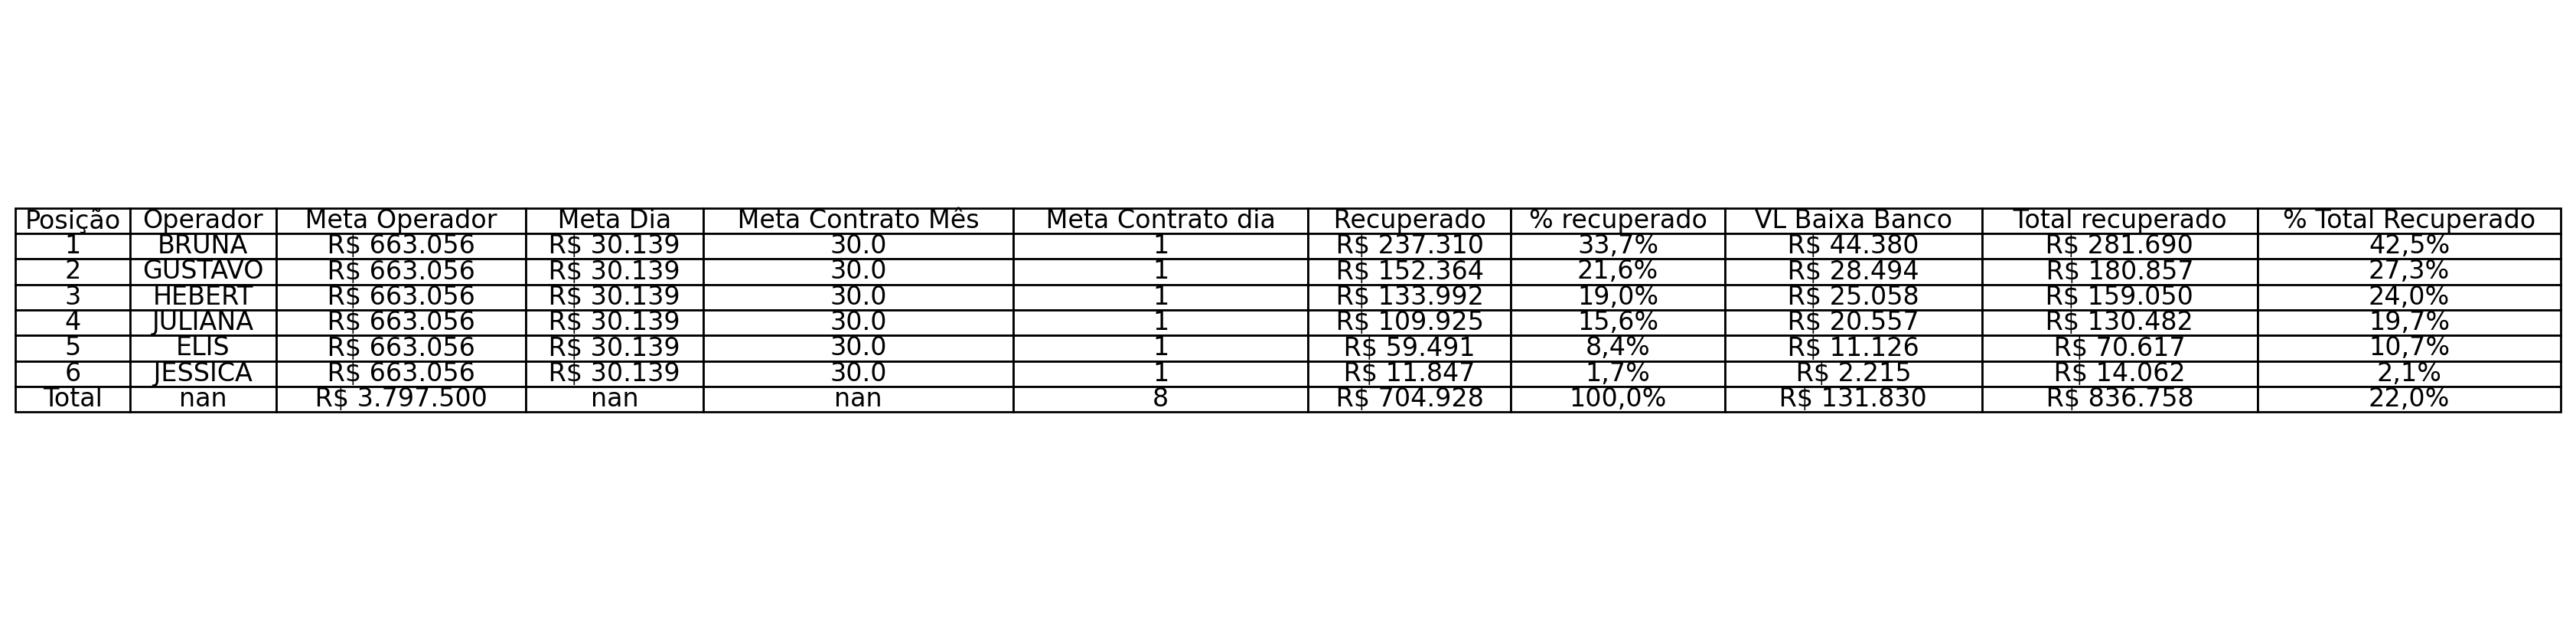 Posição Operador Meta Operador Meta Dia Meta Contrato Mês Meta Contrato dia Recuperado % recuperado VL Baixa Banco Total recuperado % Total Recuperado
1 BRUNA R$ 663.056 R$ 30.139 30.0 1 R$ 237.310 33,7% R$ 44.380 R$ 281.690 42,5%
2 GUSTAVO R$ 663.056 R$ 30.139 30.0 1 R$ 152.364 21,6% R$ 28.494 R$ 180.857 27,3%
3 HEBERT R$ 663.056 R$ 30.139 30.0 1 R$ 133.992 19,0% R$ 25.058 R$ 159.050 24,0%
4 JULIANA R$ 663.056 R$ 30.139 30.0 1 R$ 109.925 15,6% R$ 20.557 R$ 130.482 19,7%
5 ELIS R$ 663.056 R$ 30.139 30.0 1 R$ 59.491 8,4% R$ 11.126 R$ 70.617 10,7%
6 JESSICA R$ 663.056 R$ 30.139 30.0 1 R$ 11.847 1,7% R$ 2.215 R$ 14.062 2,1%
Total nan R$ 3.797.500 nan nan 8 R$ 704.928 100,0% R$ 131.830 R$ 836.758 22,0%